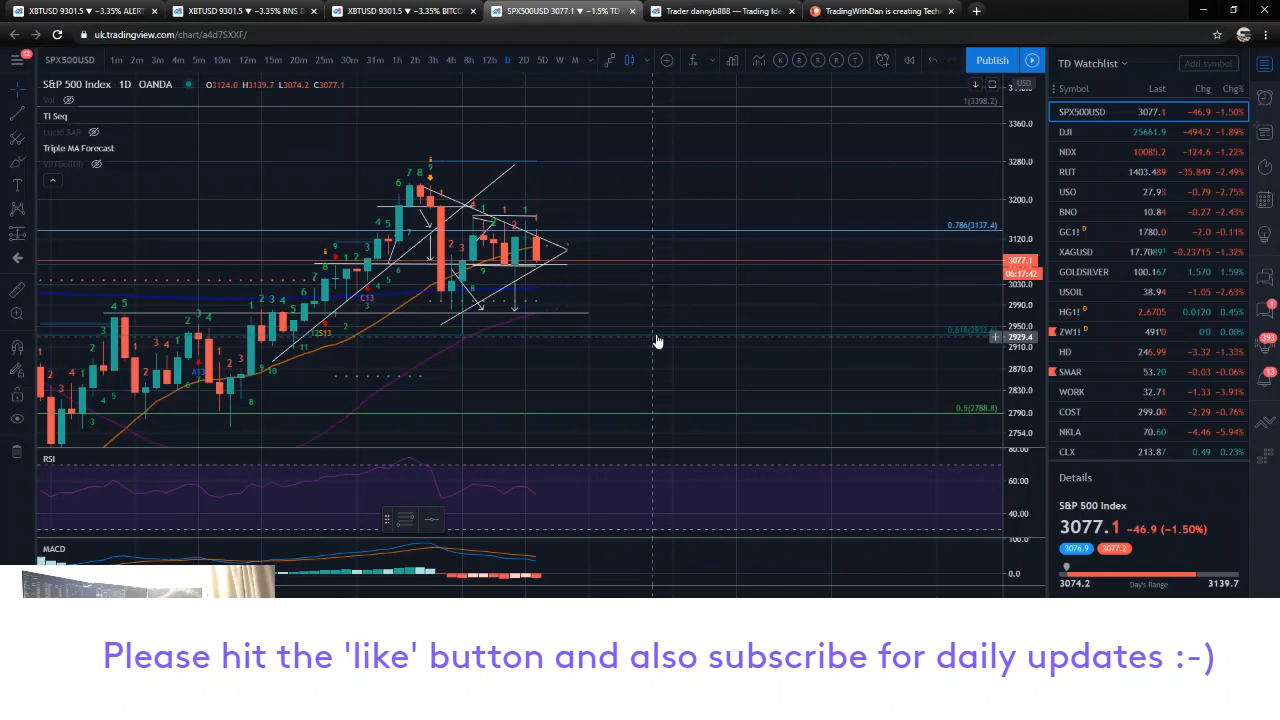 XBTUSD 9301.5 ▼ −3.35% ALERT
XBTUSD 9301.5 ▼ −3.35% RNS D
XBTUSD 9301.5 ▼ −3.35% BITCO
SPX500USD 3077.1 ▼ −1.5% TD
Trader dannyb888 — Trading Ide
TradingWithDan is creating Tech
uk.tradingview.com/chart/a4d7SXXF/
SPX500USD 1m 2m 3m 4m 5m 10m 12m 15m 20m 25m 30m 31m 1h 2h 3h 4h 6h 8h 12h D 2D 5D W M
Publish
S&P 500 Index 1D OANDA O3124.0 H3139.7 L3074.2 C3077.1
Vol
TI Seq
Lucid SAR
Triple MA Forecast
USD
1(3398.2)
3360.0
3280.0
3200.0
0.786(3137.4)
3120.0
3077.1
06:17:42
3030.0
2990.0
2950.0
2929.4
2910.0
2870.0
2830.0
0.5(2788.8)
2790.0
2754.0
C13
S13
A13
RSI
80.00
60.00
40.00
MACD
100.0
0.0
TD Watchlist
Add symbol
Symbol Last Chg Chg%
SPX500USD 3077.1 −46.9 −1.50%
DJI 25661.9 −494.2 −1.89%
NDX 10085.2 −124.6 −1.22%
RUT 1403.489 −35.849 −2.49%
USO 27.93 −0.79 −2.75%
BNO 10.84 −0.27 −2.43%
GC1! D 1780.0 −2.0 −0.11%
XAGUSD 17.70891 −0.23735 −1.32%
GOLDSILVER 100.167 1.570 1.59%
USOIL 38.94 −1.05 −2.63%
HG1! D 2.6705 0.0120 0.45%
ZW1! D 491'0 0'0 0.00%
HD 246.99 −3.32 −1.33%
SMAR 53.20 −0.03 −0.06%
WORK 32.71 −1.33 −3.91%
COST 299.00 −2.29 −0.76%
NKLA 70.60 −4.46 −5.94%
CLX 213.87 0.49 0.23%
Details
S&P 500 Index
3077.1 −46.9 (−1.50%)
3076.9 3077.2
3074.2 Day's Range 3139.7
Please hit the 'like' button and also subscribe for daily updates :-)